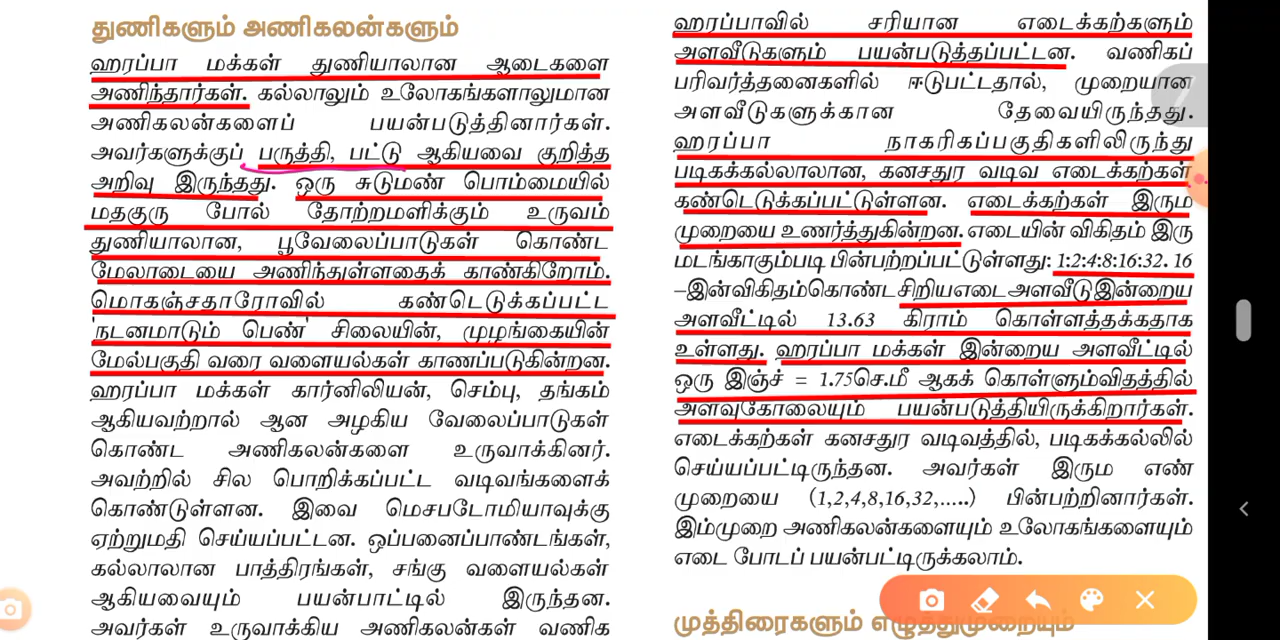 துணிகளும் அணிகலன்களும்
ஹரப்பா மக்கள் துணியாலான ஆடைகளை
அணிந்தார்கள். கல்லாலும் உலோகங்களாலுமான
அணிகலன்களைப் பயன்படுத்தினார்கள்.
அவர்களுக்குப் பருத்தி, பட்டு ஆகியவை குறித்த
அறிவு இருந்தது. ஒரு சுடுமண் பொம்மையில்
மதகுரு போல் தோற்றமளிக்கும் உருவம்
துணியாலான, பூவேலைப்பாடுகள் கொண்ட
மேலாடையை அணிந்துள்ளதைக் காண்கிறோம்.
மொகஞ்சதாரோவில் கண்டெடுக்கப்பட்ட
'நடனமாடும் பெண்' சிலையின், முழங்கையின்
மேல்பகுதி வரை வளையல்கள் காணப்படுகின்றன.
ஹரப்பா மக்கள் கார்னிலியன், செம்பு, தங்கம்
ஆகியவற்றால் ஆன அழகிய வேலைப்பாடுகள்
கொண்ட அணிகலன்களை உருவாக்கினர்.
அவற்றில் சில பொறிக்கப்பட்ட வடிவங்களைக்
கொண்டுள்ளன. இவை மெசபடோமியாவுக்கு
ஏற்றுமதி செய்யப்பட்டன. ஒப்பனைப்பாண்டங்கள்,
கல்லாலான பாத்திரங்கள், சங்கு வளையல்கள்
ஆகியவையும் பயன்பாட்டில் இருந்தன.
அவர்கள் உருவாக்கிய அணிகலன்கள் வணிக
ஹரப்பாவில் சரியான எடைக்கற்களும்
அளவீடுகளும் பயன்படுத்தப்பட்டன. வணிகப்
பரிவர்த்தனைகளில் ஈடுபட்டதால், முறையான
அளவீடுகளுக்கான தேவையிருந்தது.
ஹரப்பா நாகரிகப்பகுதிகளிலிருந்து
படிகக்கல்லாலான, கனசதுர வடிவ எடைக்கற்கள்
கண்டெடுக்கப்பட்டுள்ளன. எடைக்கற்கள் இரும
முறையை உணர்த்துகின்றன. எடையின் விகிதம் இரு
மடங்காகும்படி பின்பற்றப்பட்டுள்ளது: 1:2:4:8:16:32. 16
–இன்விகிதம்கொண்ட சிறியஎடைஅளவீடுஇன்றைய
அளவீட்டில் 13.63 கிராம் கொள்ளத்தக்கதாக
உள்ளது. ஹரப்பா மக்கள் இன்றைய அளவீட்டில்
ஒரு இஞ்ச் = 1.75செ.மீ ஆகக் கொள்ளும்விதத்தில்
அளவுகோலையும் பயன்படுத்தியிருக்கிறார்கள்.
எடைக்கற்கள் கனசதுர வடிவத்தில், படிகக்கல்லில்
செய்யப்பட்டிருந்தன. அவர்கள் இரும எண்
முறையை (1,2,4,8,16,32,.....) பின்பற்றினார்கள்.
இம்முறை அணிகலன்களையும் உலோகங்களையும்
எடை போடப் பயன்பட்டிருக்கலாம்.
முத்திரைகளும் எழுத்துமுறையும்